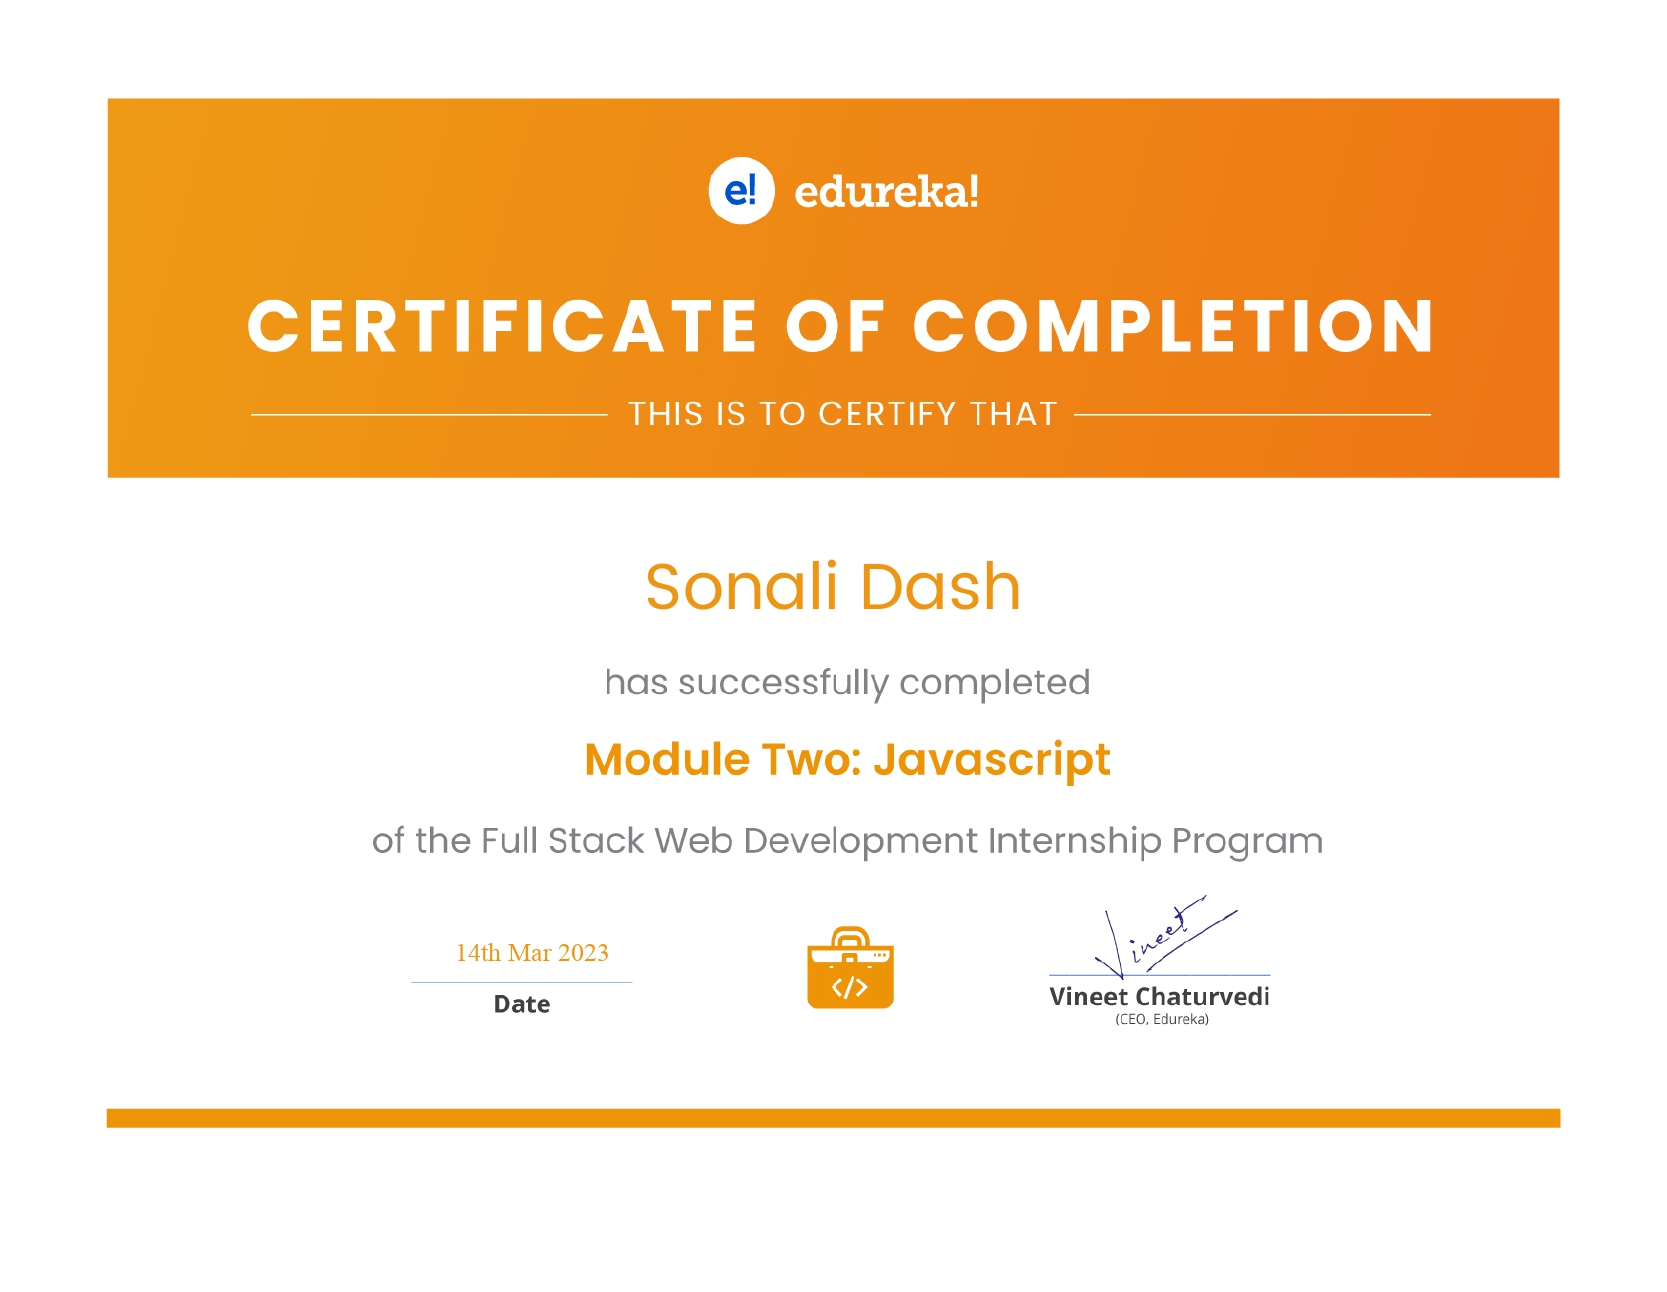 e! edureka!
CERTIFICATE OF COMPLETION
THIS IS TO CERTIFY THAT
Sonali Dash
has successfully completed
Module Two: Javascript
of the Full Stack Web Development Internship Program
14th Mar 2023
Date
</>
Vineet
Vineet Chaturvedi
(CEO, Edureka)